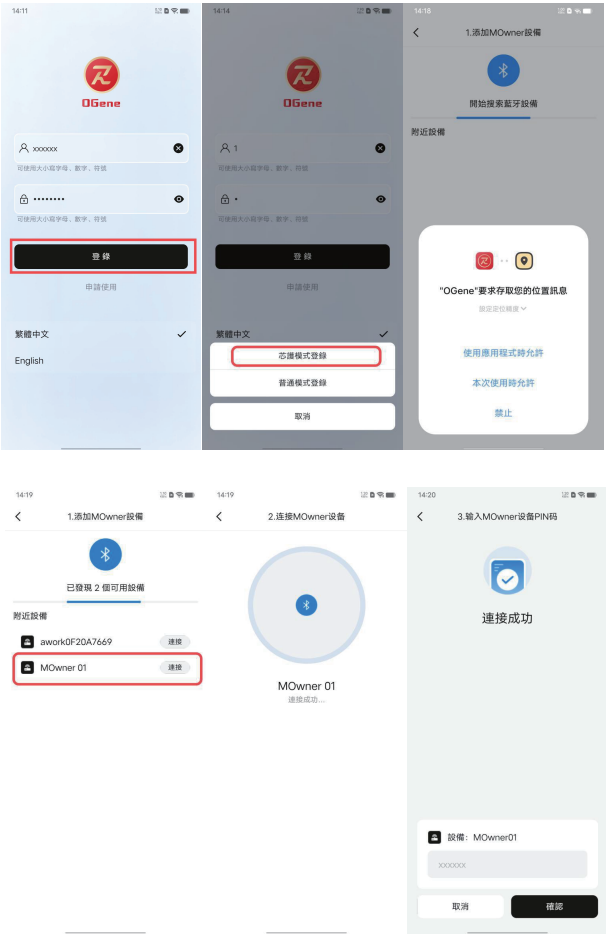 14:11
OGene
xxxxxx
可使用大小寫字母、數字、符號
••••••••
可使用大小寫字母、數字、符號
登錄
申請使用
繁體中文
English
14:14
OGene
1
可使用大小寫字母、數字、符號
•
可使用大小寫字母、數字、符號
登錄
申請使用
繁體中文
芯護模式登錄
普通模式登錄
取消
14:18
1.添加MOwner設備
開始搜索藍牙設備
附近設備
"OGene"要求存取您的位置訊息
設定定位精度
使用應用程式時允許
本次使用時允許
禁止
14:19
1.添加MOwner設備
已發現 2 個可用設備
附近設備
awork0F20A7669 連接
MOwner 01 連接
14:19
2.连接MOwner设备
MOwner 01
連接成功...
14:20
3.输入MOwner设备PIN码
連接成功
設備：MOwner01
xxxxxx
取消 確認